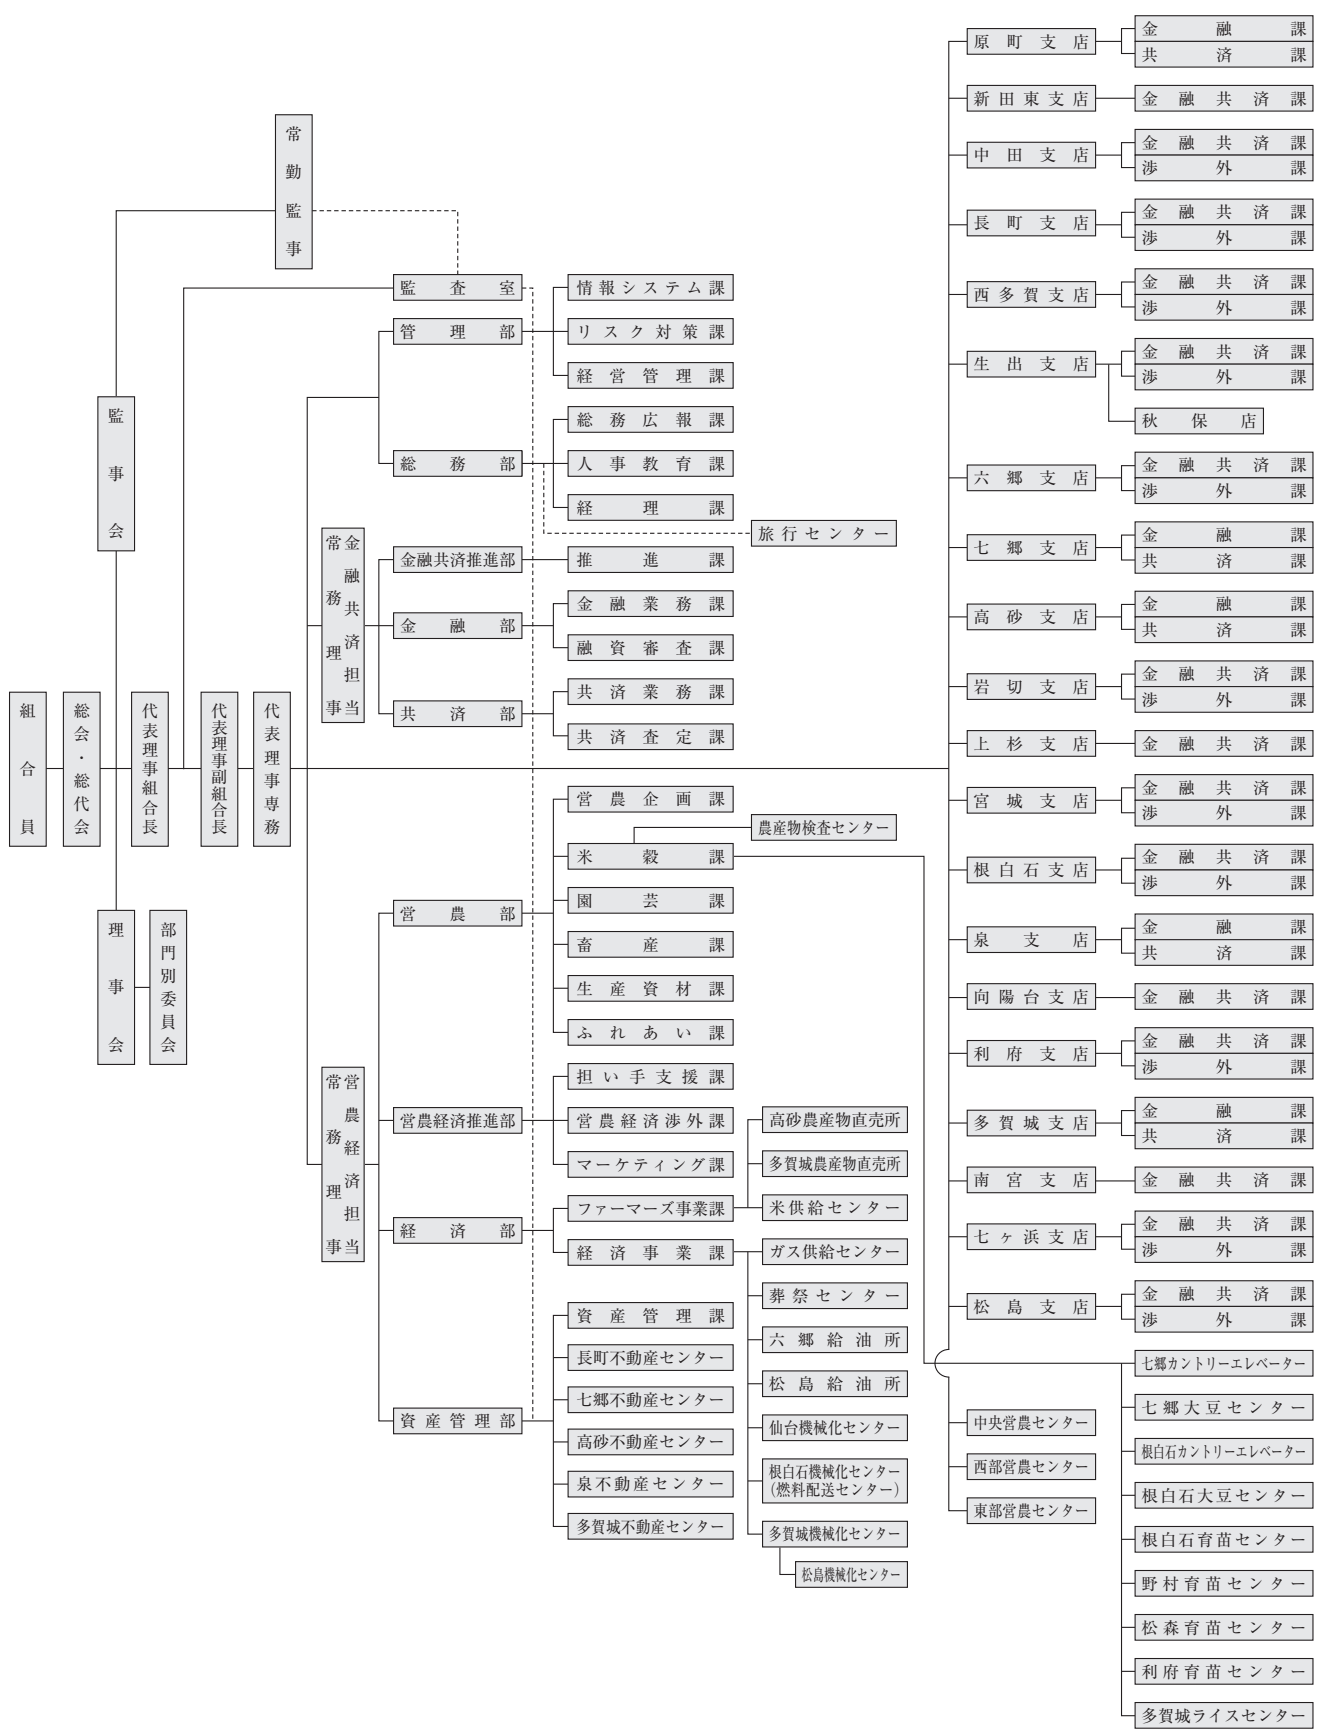 組合員
総会・総代会
監事会
理事会
部門別委員会
常勤監事
代表理事組合長
代表理事副組合長
代表理事専務
監査室
管理部
情報システム課
リスク対策課
経営管理課
総務部
総務広報課
人事教育課
経理課
旅行センター
金融共済担当
常務理事
金融共済推進部
推進課
金融部
金融業務課
融資審査課
共済部
共済業務課
共済査定課
営農経済担当
常務理事
営農部
営農企画課
米穀課
農産物検査センター
園芸課
畜産課
生産資材課
ふれあい課
営農経済推進部
担い手支援課
営農経済渉外課
マーケティング課
経済部
ファーマーズ事業課
高砂農産物直売所
多賀城農産物直売所
米供給センター
経済事業課
ガス供給センター
葬祭センター
六郷給油所
松島給油所
仙台機械化センター
根白石機械化センター
(燃料配送センター)
多賀城機械化センター
松島機械化センター
資産管理部
資産管理課
長町不動産センター
七郷不動産センター
高砂不動産センター
泉不動産センター
多賀城不動産センター
原町支店
金融課
共済課
新田東支店
金融共済課
中田支店
金融共済課
渉外課
長町支店
金融共済課
渉外課
西多賀支店
金融共済課
渉外課
生出支店
金融共済課
渉外課
秋保店
六郷支店
金融共済課
渉外課
七郷支店
金融課
共済課
高砂支店
金融課
共済課
岩切支店
金融共済課
渉外課
上杉支店
金融共済課
宮城支店
金融共済課
渉外課
根白石支店
金融共済課
渉外課
泉支店
金融課
共済課
向陽台支店
金融共済課
利府支店
金融共済課
渉外課
多賀城支店
金融課
共済課
南宮支店
金融共済課
七ヶ浜支店
金融共済課
渉外課
松島支店
金融共済課
渉外課
中央営農センター
西部営農センター
東部営農センター
七郷カントリーエレベーター
七郷大豆センター
根白石カントリーエレベーター
根白石大豆センター
根白石育苗センター
野村育苗センター
松森育苗センター
利府育苗センター
多賀城ライスセンター